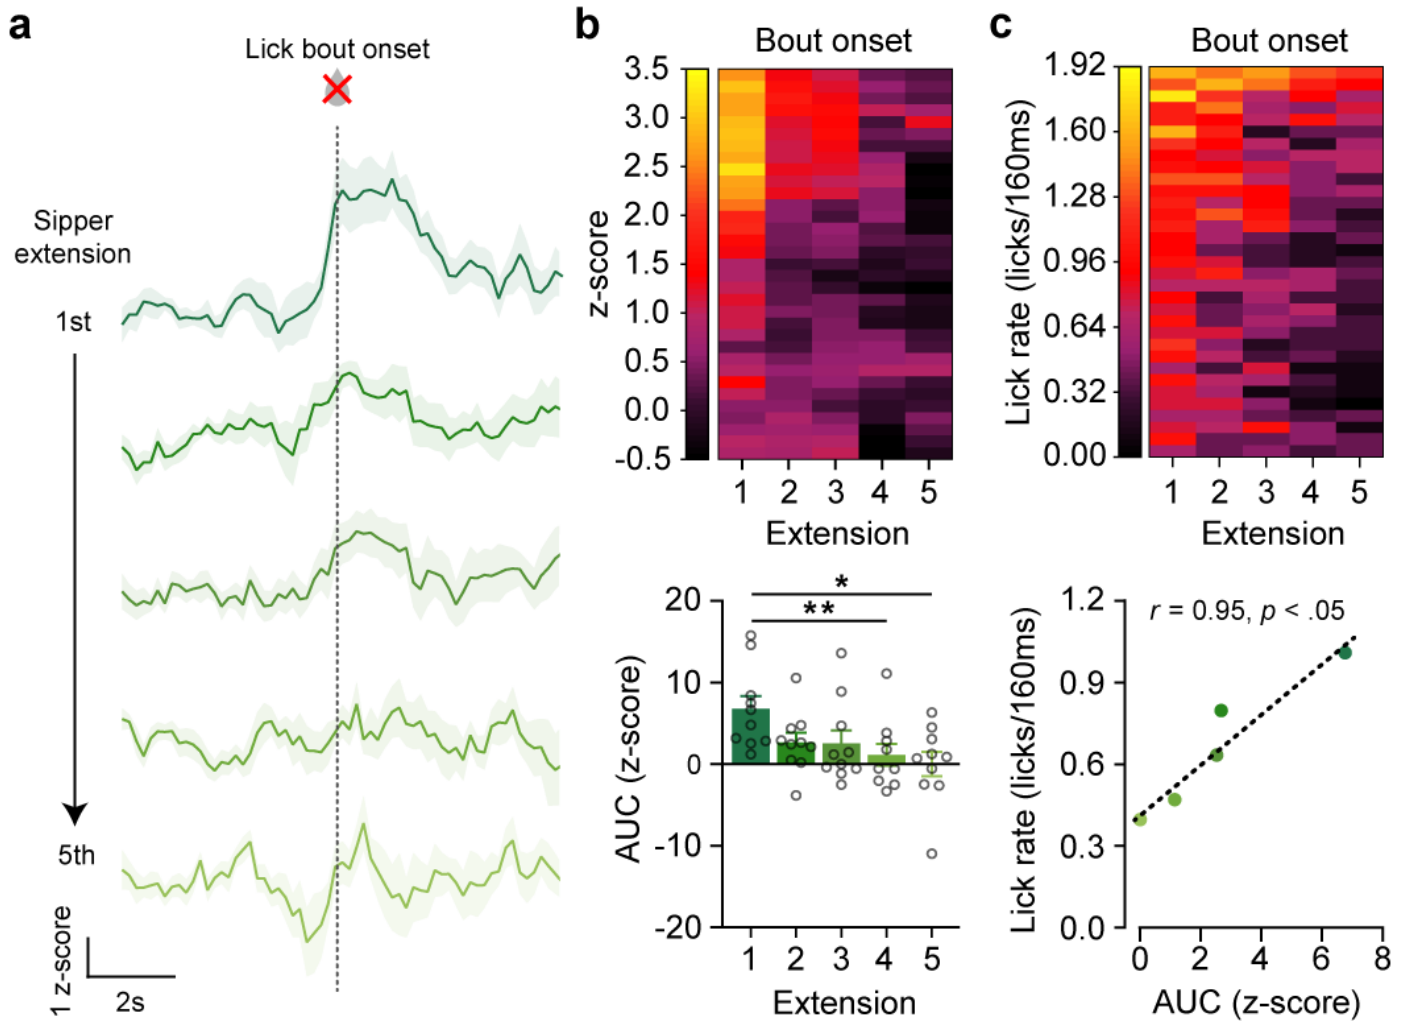 a
Lick bout onset
Sipper
extension
1st
5th
1 z-score
2s
b
Bout onset
z-score
3.5
3.0
2.5
2.0
1.5
1.0
0.5
0.0
-0.5
1 2 3 4 5
Extension
*
**
AUC (z-score)
20
10
0
-10
-20
1 2 3 4 5
Extension
c
Bout onset
Lick rate (licks/160ms)
1.92
1.60
1.28
0.96
0.64
0.32
0.00
1 2 3 4 5
Extension
r = 0.95, p < .05
Lick rate (licks/160ms)
1.2
0.9
0.6
0.3
0.0
0 2 4 6 8
AUC (z-score)